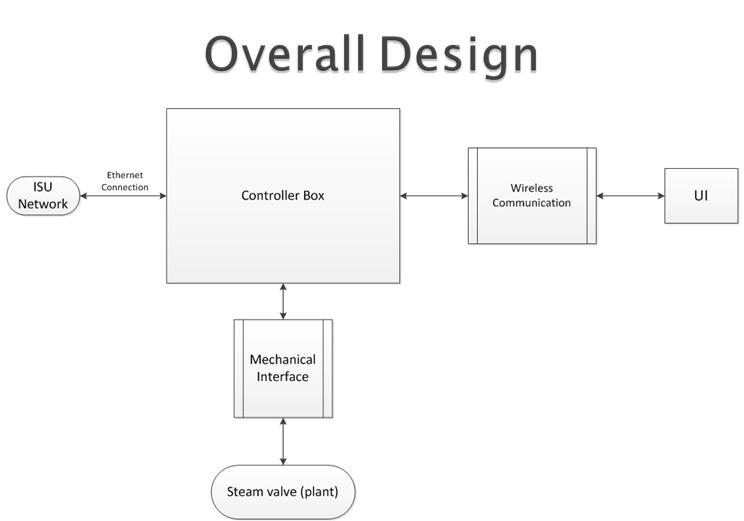 Overall Design
Ethernet
Connection
ISU
Network
Controller Box
Wireless
Communication
UI
Mechanical
Interface
Steam valve (plant)